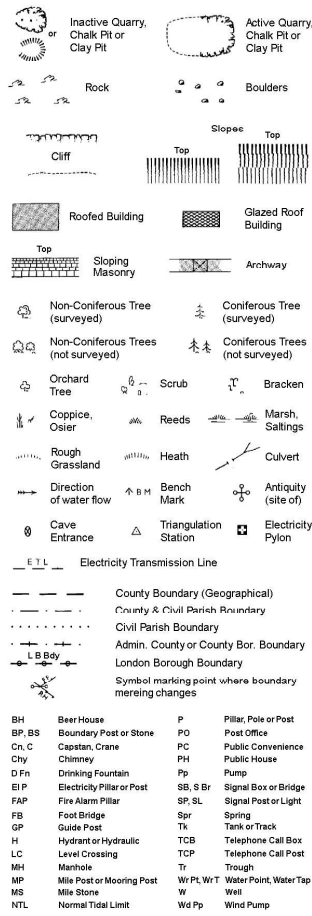 or
Inactive Quarry,
Chalk Pit or
Clay Pit
Active Quarry,
Chalk Pit or
Clay Pit
Rock
Boulders
Slopes
Top
Top
Cliff
Roofed Building
Glazed Roof
Building
Top
Sloping
Masonry
Archway
Non-Coniferous Tree
(surveyed)
Coniferous Tree
(surveyed)
Non-Coniferous Trees
(not surveyed)
Coniferous Trees
(not surveyed)
Orchard
Tree
Scrub
Bracken
Coppice,
Osier
Reeds
Marsh,
Saltings
Rough
Grassland
Heath
Culvert
Direction
of water flow
B M
Bench
Mark
Antiquity
(site of)
Cave
Entrance
Triangulation
Station
Electricity
Pylon
E T L
Electricity Transmission Line
County Boundary (Geographical)
County & Civil Parish Boundary
Civil Parish Boundary
Admin. County or County Bor. Boundary
L B Bdy
London Borough Boundary
Symbol marking point where boundary
mereing changes
BH Beer House P Pillar, Pole or Post
BP, BS Boundary Post or Stone PO Post Office
Cn, C Capstan, Crane PC Public Convenience
Chy Chimney PH Public House
D Fn Drinking Fountain Pp Pump
El P Electricity Pillar or Post SB, S Br Signal Box or Bridge
FAP Fire Alarm Pillar SP, SL Signal Post or Light
FB Foot Bridge Spr Spring
GP Guide Post Tk Tank or Track
H Hydrant or Hydraulic TCB Telephone Call Box
LC Level Crossing TCP Telephone Call Post
MH Manhole Tr Trough
MP Mile Post or Mooring Post Wr Pt, Wr T Water Point, Water Tap
MS Mile Stone W Well
NTL Normal Tidal Limit Wd Pp Wind Pump